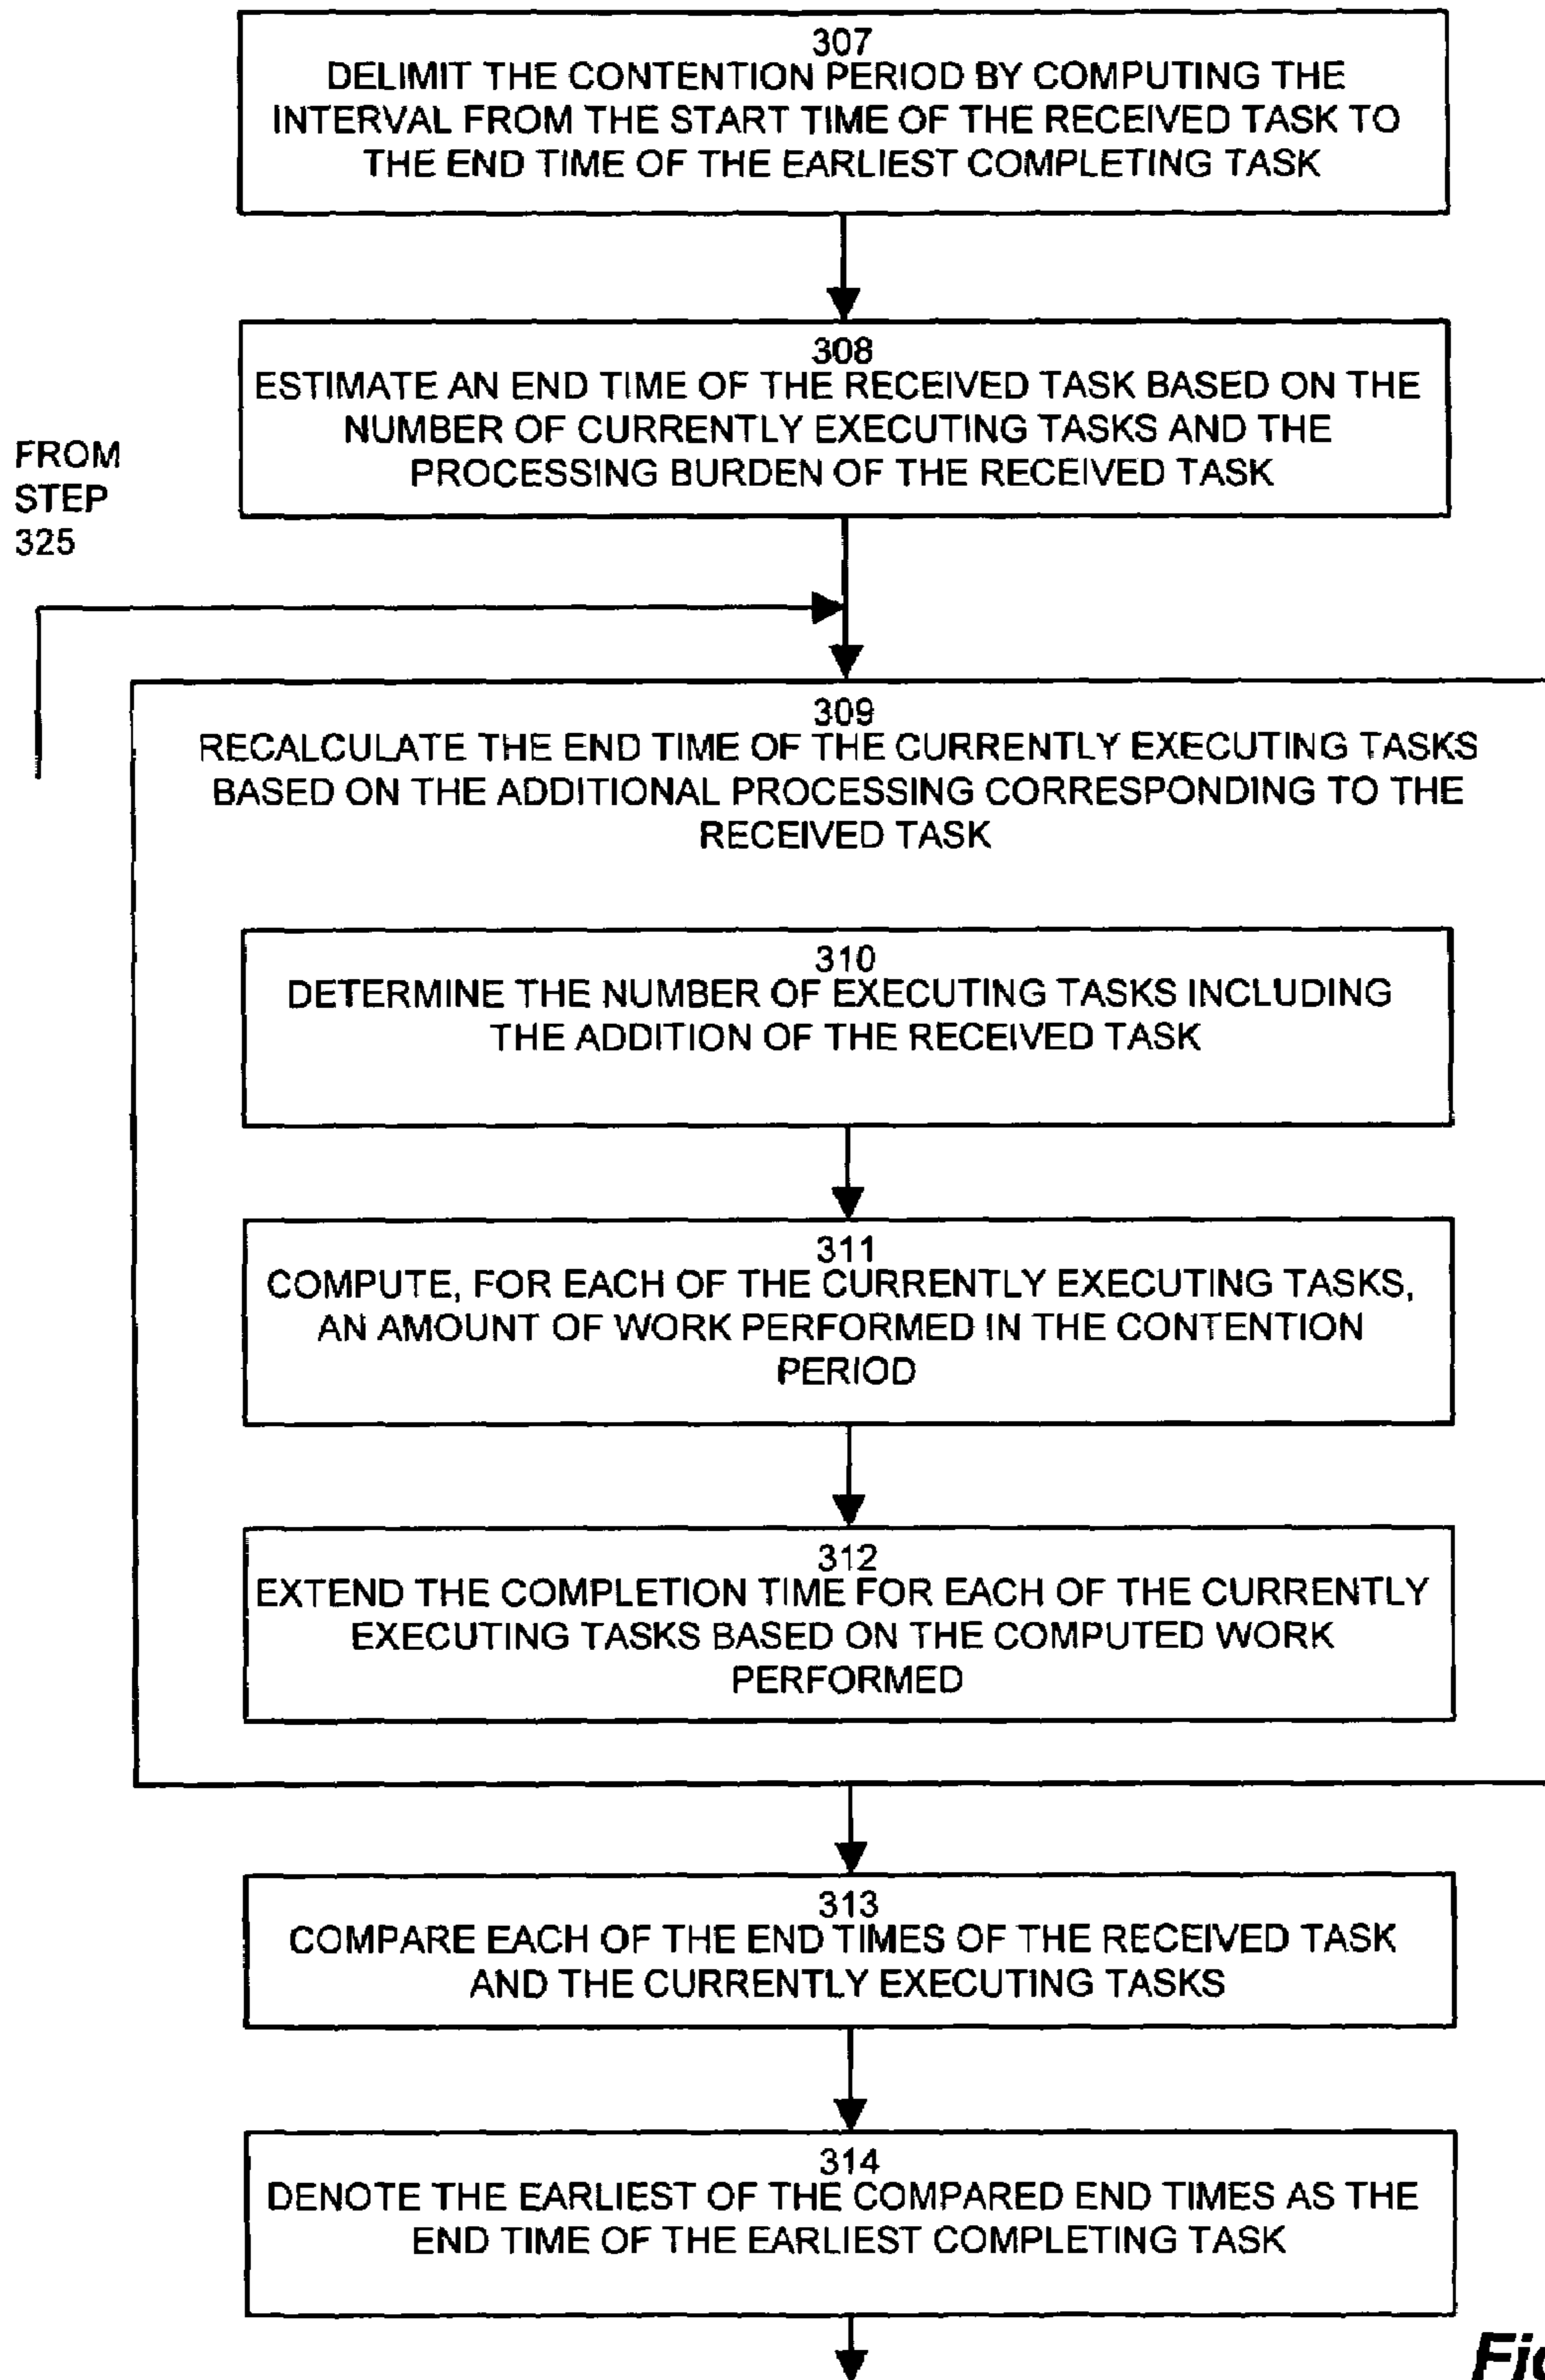 307
DELIMIT THE CONTENTION PERIOD BY COMPUTING THE
INTERVAL FROM THE START TIME OF THE RECEIVED TASK TO
THE END TIME OF THE EARLIEST COMPLETING TASK
308
ESTIMATE AN END TIME OF THE RECEIVED TASK BASED ON THE
NUMBER OF CURRENTLY EXECUTING TASKS AND THE
PROCESSING BURDEN OF THE RECEIVED TASK
FROM
STEP
325
309
RECALCULATE THE END TIME OF THE CURRENTLY EXECUTING TASKS
BASED ON THE ADDITIONAL PROCESSING CORRESPONDING TO THE
RECEIVED TASK
310
DETERMINE THE NUMBER OF EXECUTING TASKS INCLUDING
THE ADDITION OF THE RECEIVED TASK
311
COMPUTE, FOR EACH OF THE CURRENTLY EXECUTING TASKS,
AN AMOUNT OF WORK PERFORMED IN THE CONTENTION
PERIOD
312
EXTEND THE COMPLETION TIME FOR EACH OF THE CURRENTLY
EXECUTING TASKS BASED ON THE COMPUTED WORK
PERFORMED
313
COMPARE EACH OF THE END TIMES OF THE RECEIVED TASK
AND THE CURRENTLY EXECUTING TASKS
314
DENOTE THE EARLIEST OF THE COMPARED END TIMES AS THE
END TIME OF THE EARLIEST COMPLETING TASK